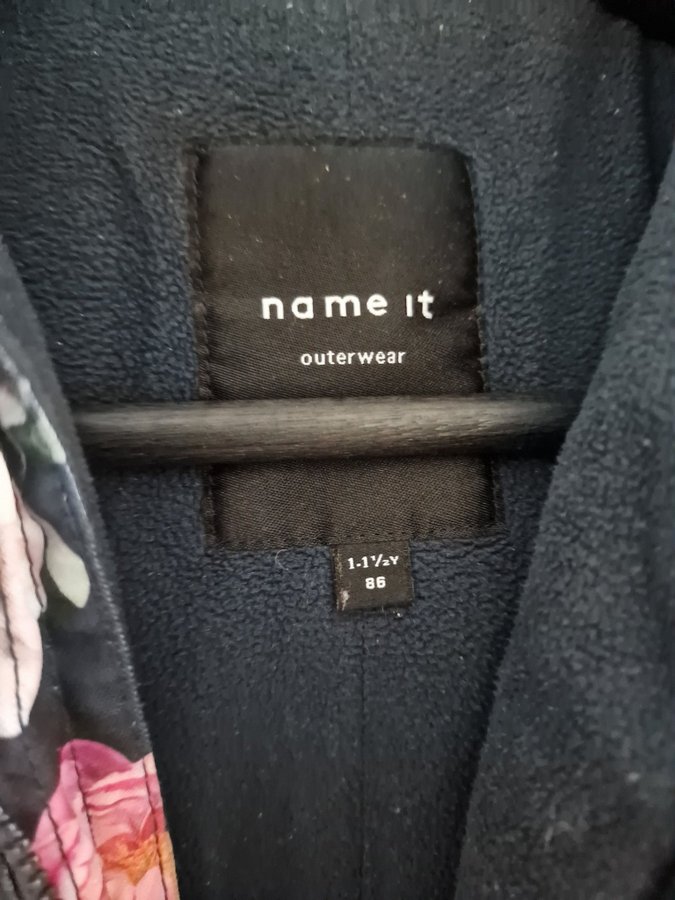 name it
outerwear
1-1½Y
86